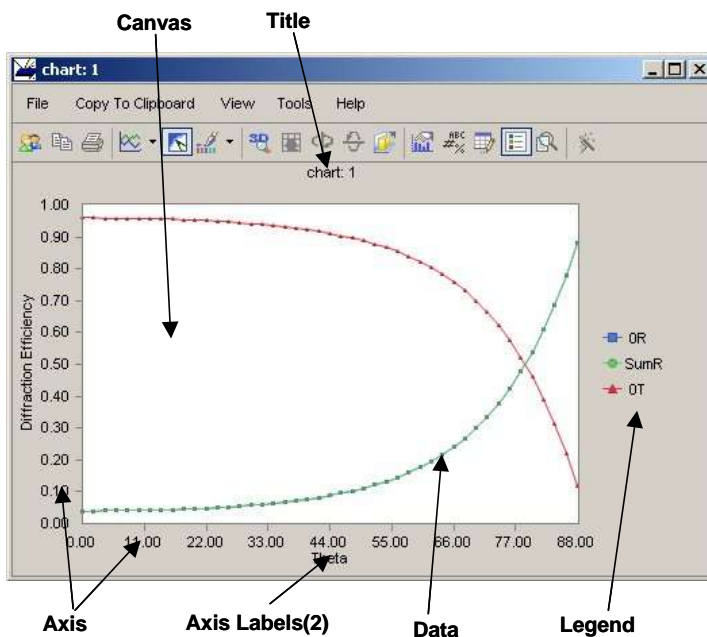 Canvas Title
chart: 1
File Copy To Clipboard View Tools Help
3D ABC #%
chart: 1
1.00
0.90
0.80
0.70
0.60
0.50
0.40
0.30
0.20
0.10
0.00
Diffraction Efficiency
0R
SumR
0T
0.00 11.00 22.00 33.00 44.00 55.00 66.00 77.00 88.00
Theta
Axis Axis Labels(2) Data Legend